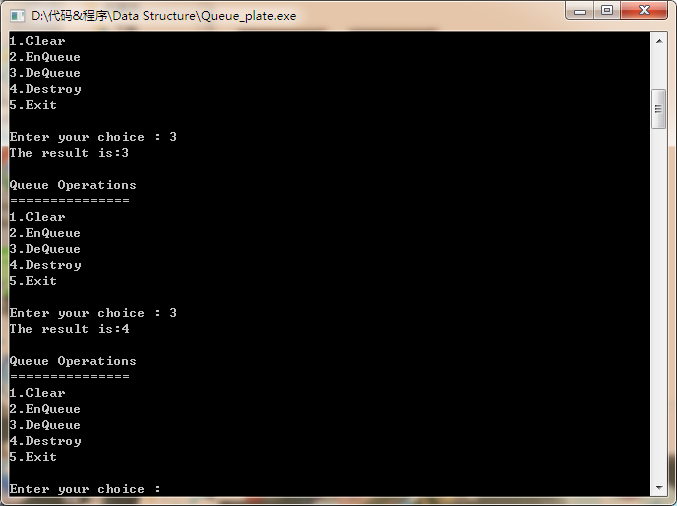 D:\代码&程序\Data Structure\Queue_plate.exe
1.Clear
2.EnQueue
3.DeQueue
4.Destroy
5.Exit
Enter your choice : 3
The result is:3
Queue Operations
===============
1.Clear
2.EnQueue
3.DeQueue
4.Destroy
5.Exit
Enter your choice : 3
The result is:4
Queue Operations
===============
1.Clear
2.EnQueue
3.DeQueue
4.Destroy
5.Exit
Enter your choice :